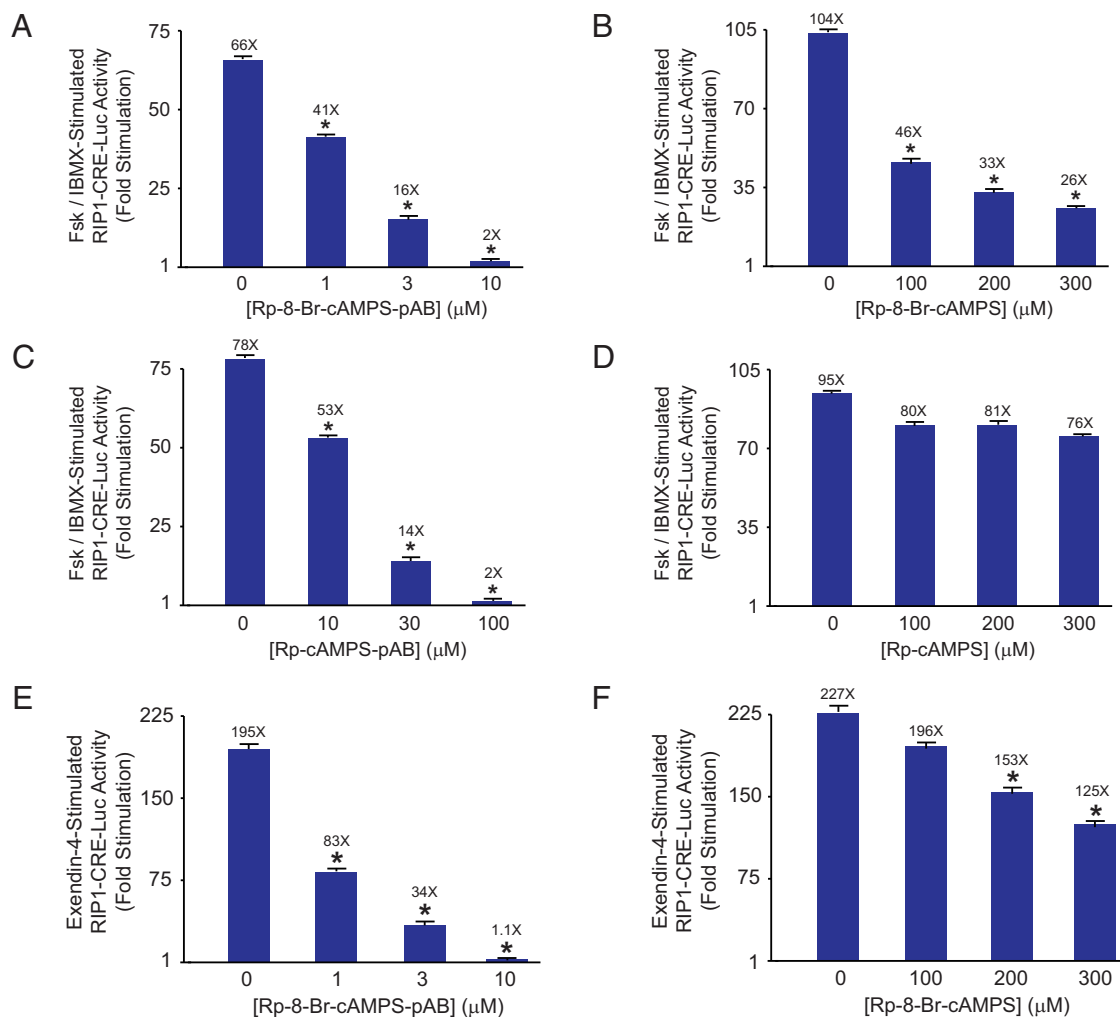 A
Fsk / IBMX-Stimulated
RIP1-CRE-Luc Activity
(Fold Stimulation)
75
50
25
1
66X
41X
*
16X
*
2X
*
0 1 3 10
[Rp-8-Br-cAMPS-pAB] (μM)
B
Fsk / IBMX-Stimulated
RIP1-CRE-Luc Activity
(Fold Stimulation)
105
70
35
1
104X
46X
*
33X
*
26X
*
0 100 200 300
[Rp-8-Br-cAMPS] (μM)
C
Fsk / IBMX-Stimulated
RIP1-CRE-Luc Activity
(Fold Stimulation)
75
50
25
1
78X
53X
*
14X
*
2X
*
0 10 30 100
[Rp-cAMPS-pAB] (μM)
D
Fsk / IBMX-Stimulated
RIP1-CRE-Luc Activity
(Fold Stimulation)
105
70
35
1
95X
80X
81X
76X
0 100 200 300
[Rp-cAMPS] (μM)
E
Exendin-4-Stimulated
RIP1-CRE-Luc Activity
(Fold Stimulation)
225
150
75
1
195X
83X
*
34X
*
1.1X
*
0 1 3 10
[Rp-8-Br-cAMPS-pAB] (μM)
F
Exendin-4-Stimulated
RIP1-CRE-Luc Activity
(Fold Stimulation)
225
150
75
1
227X
196X
153X
*
125X
*
0 100 200 300
[Rp-8-Br-cAMPS] (μM)